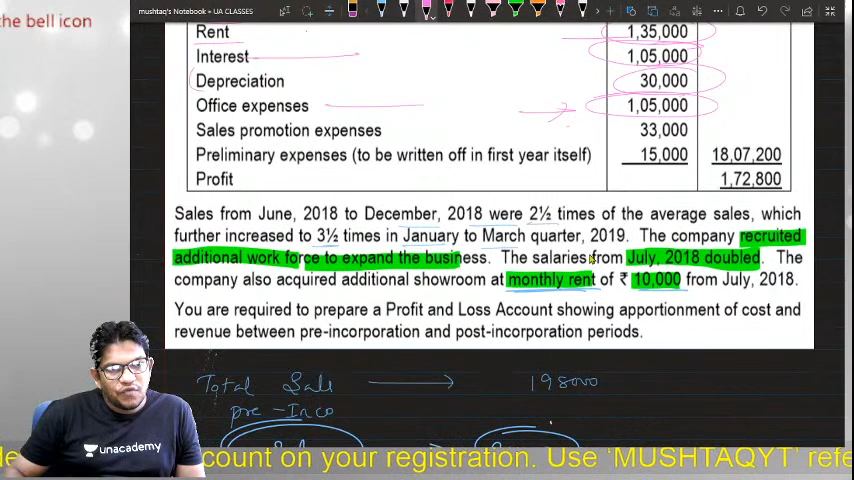 the bell icon
mushtaq's Notebook » UA CLASSES
Rent 1,35,000
Interest 1,05,000
Depreciation 30,000
Office expenses 1,05,000
Sales promotion expenses 33,000
Preliminary expenses (to be written off in first year itself) 15,000 18,07,200
Profit 1,72,800
Sales from June, 2018 to December, 2018 were 2½ times of the average sales, which
further increased to 3½ times in January to March quarter, 2019. The company recruited
additional work force to expand the business. The salaries from July, 2018 doubled. The
company also acquired additional showroom at monthly rent of ₹ 10,000 from July, 2018.
You are required to prepare a Profit and Loss Account showing apportionment of cost and
revenue between pre-incorporation and post-incorporation periods.
Total Sale 198000
pre-Inco
unacademy
count on your registration. Use 'MUSHTAQYT' refe